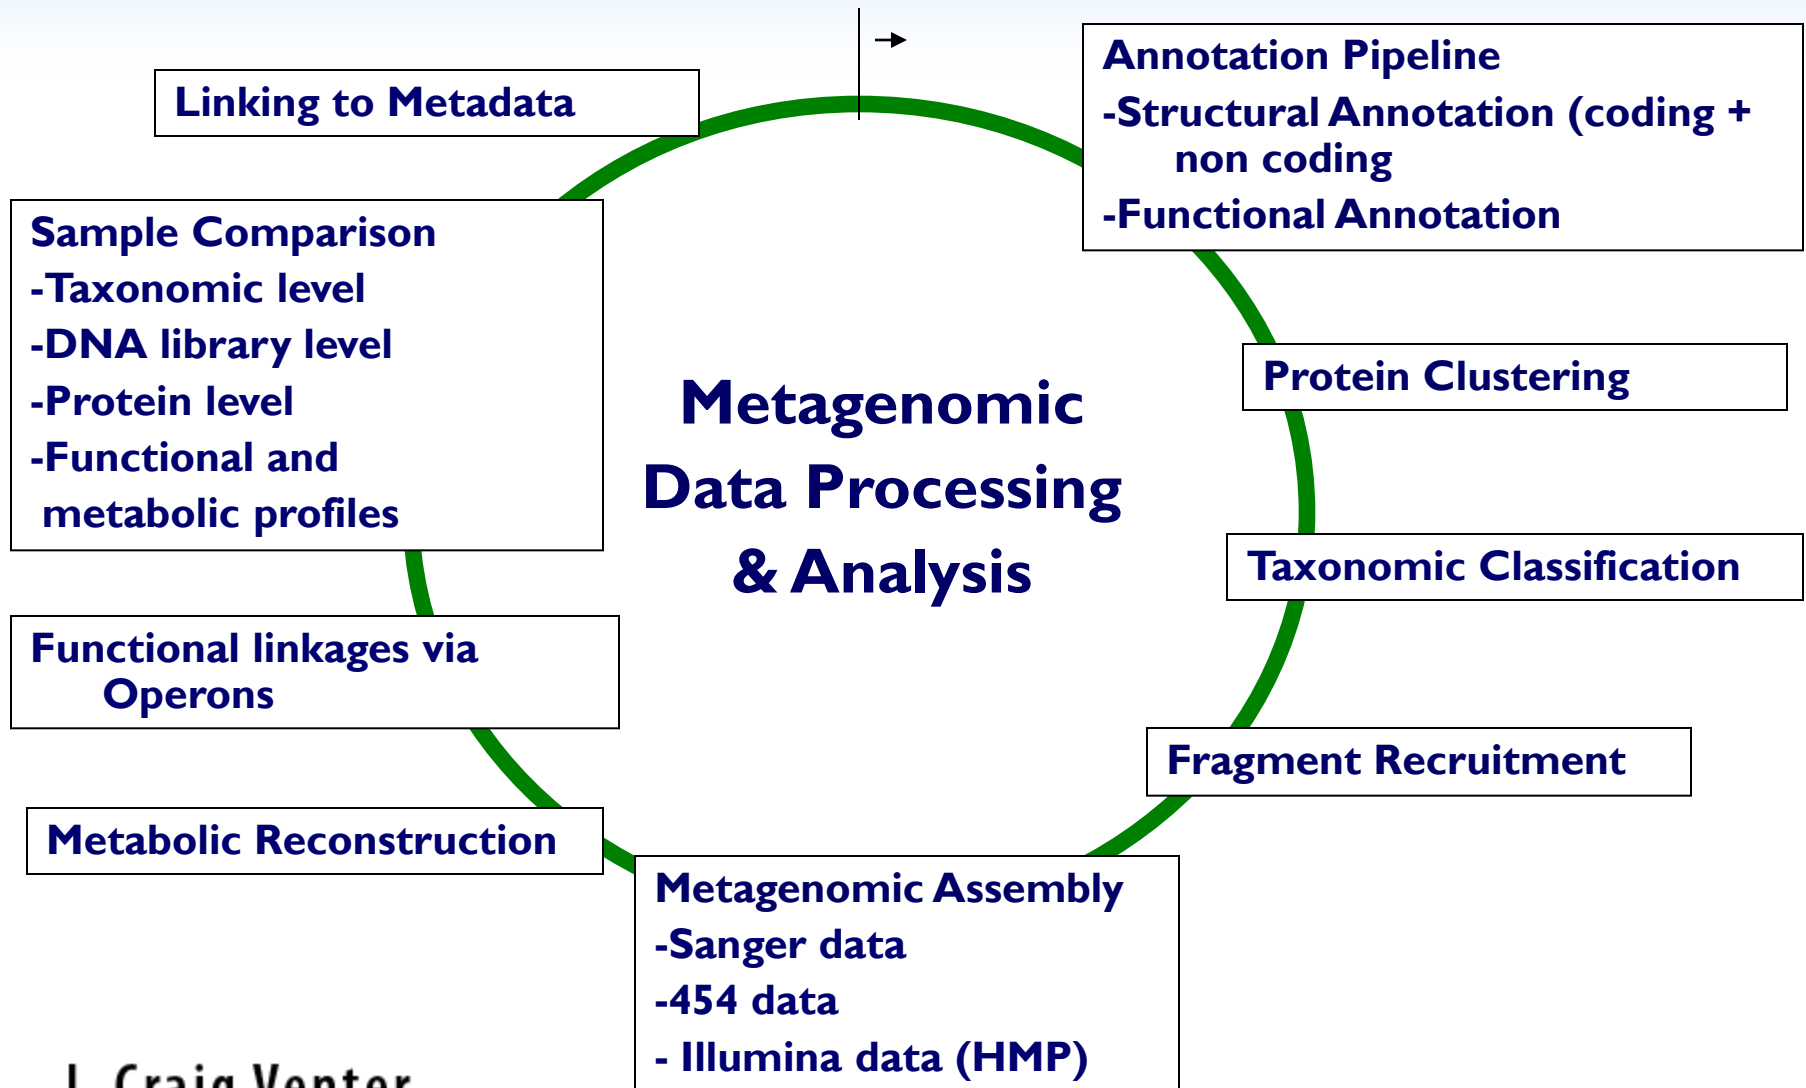 Linking to Metadata
Annotation Pipeline
-Structural Annotation (coding +
non coding
-Functional Annotation
Sample Comparison
-Taxonomic level
-DNA library level
-Protein level
-Functional and
metabolic profiles
Metagenomic
Data Processing
& Analysis
Protein Clustering
Taxonomic Classification
Functional linkages via
Operons
Fragment Recruitment
Metabolic Reconstruction
Metagenomic Assembly
-Sanger data
-454 data
- Illumina data (HMP)
J. Craig Venter